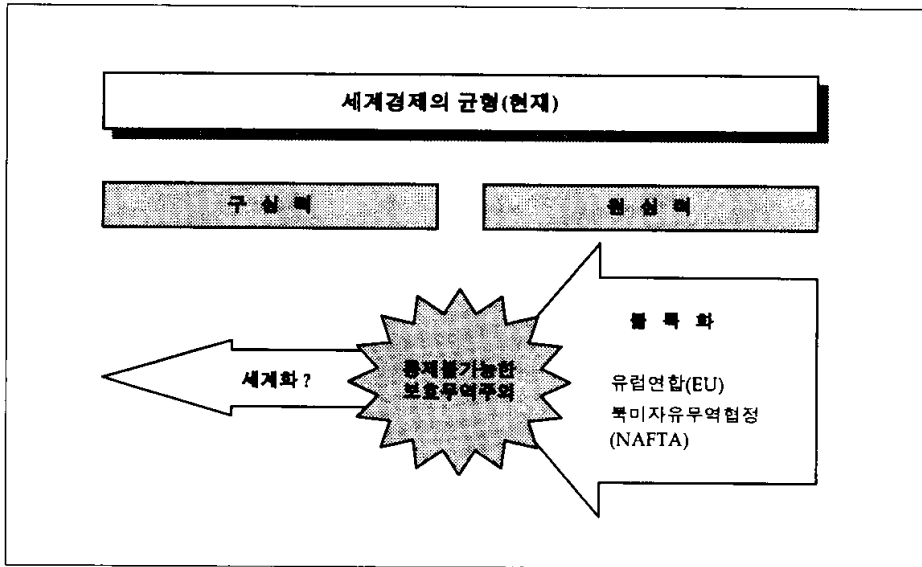 세계경제의 균형(현재)
구 심 력
원 심 력
블 록 화
유럽연합(EU)
북미자유무역협정
(NAFTA)
통제불가능한
보호무역주의
세계화 ?